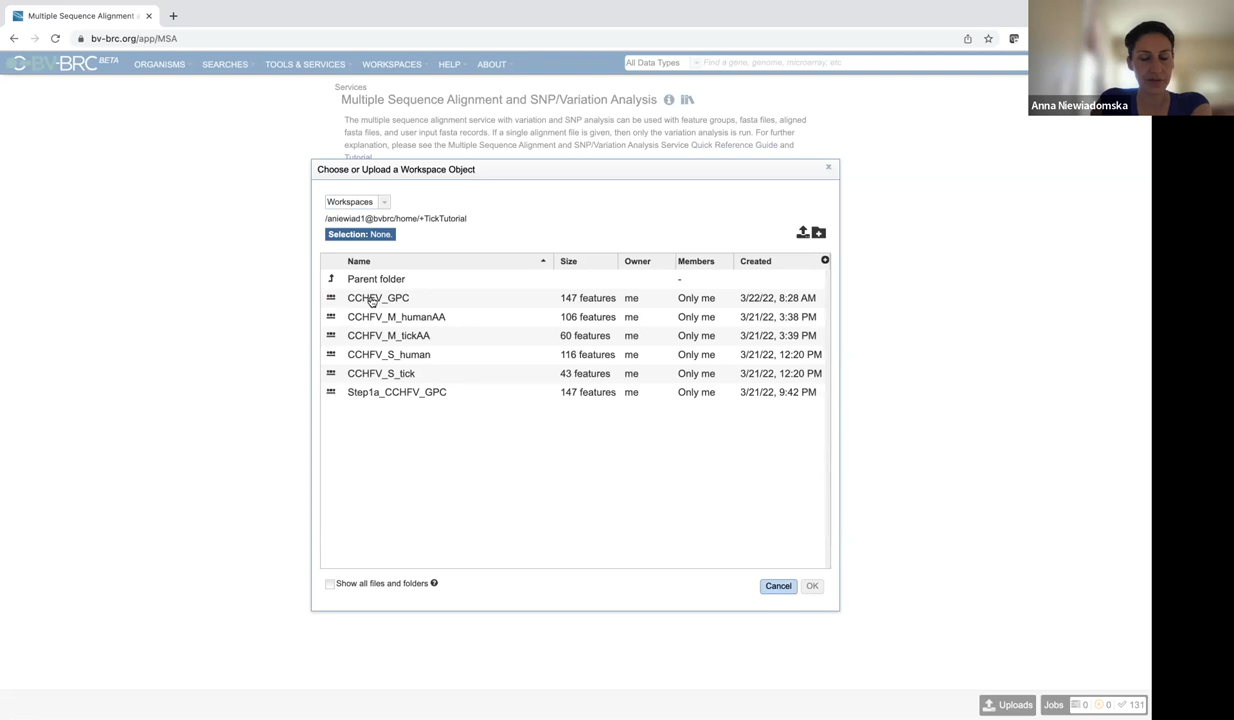 Multiple Sequence Alignment a
bv-brc.org/app/MSA
BV-BRC BETA
ORGANISMS
SEARCHES
TOOLS & SERVICES
WORKSPACES
HELP
ABOUT
All Data Types
Find a gene, genome, microarray, etc
Anna Niewiadomska
Services
Multiple Sequence Alignment and SNP/Variation Analysis
The multiple sequence alignment service with variation and SNP analysis can be used with feature groups, fasta files, aligned
fasta files, and user input fasta records. If a single alignment file is given, then only the variation analysis is run. For further
explanation, please see the Multiple Sequence Alignment and SNP/Variation Analysis Service Quick Reference Guide and
Tutorial.
Choose or Upload a Workspace Object
Workspaces
/aniewiad1@bvbrc/home/+TickTutorial
Selection: None.
Name Size Owner Members Created
Parent folder -
CCHFV_GPC 147 features me Only me 3/22/22, 8:28 AM
CCHFV_M_humanAA 106 features me Only me 3/21/22, 3:38 PM
CCHFV_M_tickAA 60 features me Only me 3/21/22, 3:39 PM
CCHFV_S_human 116 features me Only me 3/21/22, 12:20 PM
CCHFV_S_tick 43 features me Only me 3/21/22, 12:20 PM
Step1a_CCHFV_GPC 147 features me Only me 3/21/22, 9:42 PM
Show all files and folders
Cancel OK
Uploads Jobs 0 0 131